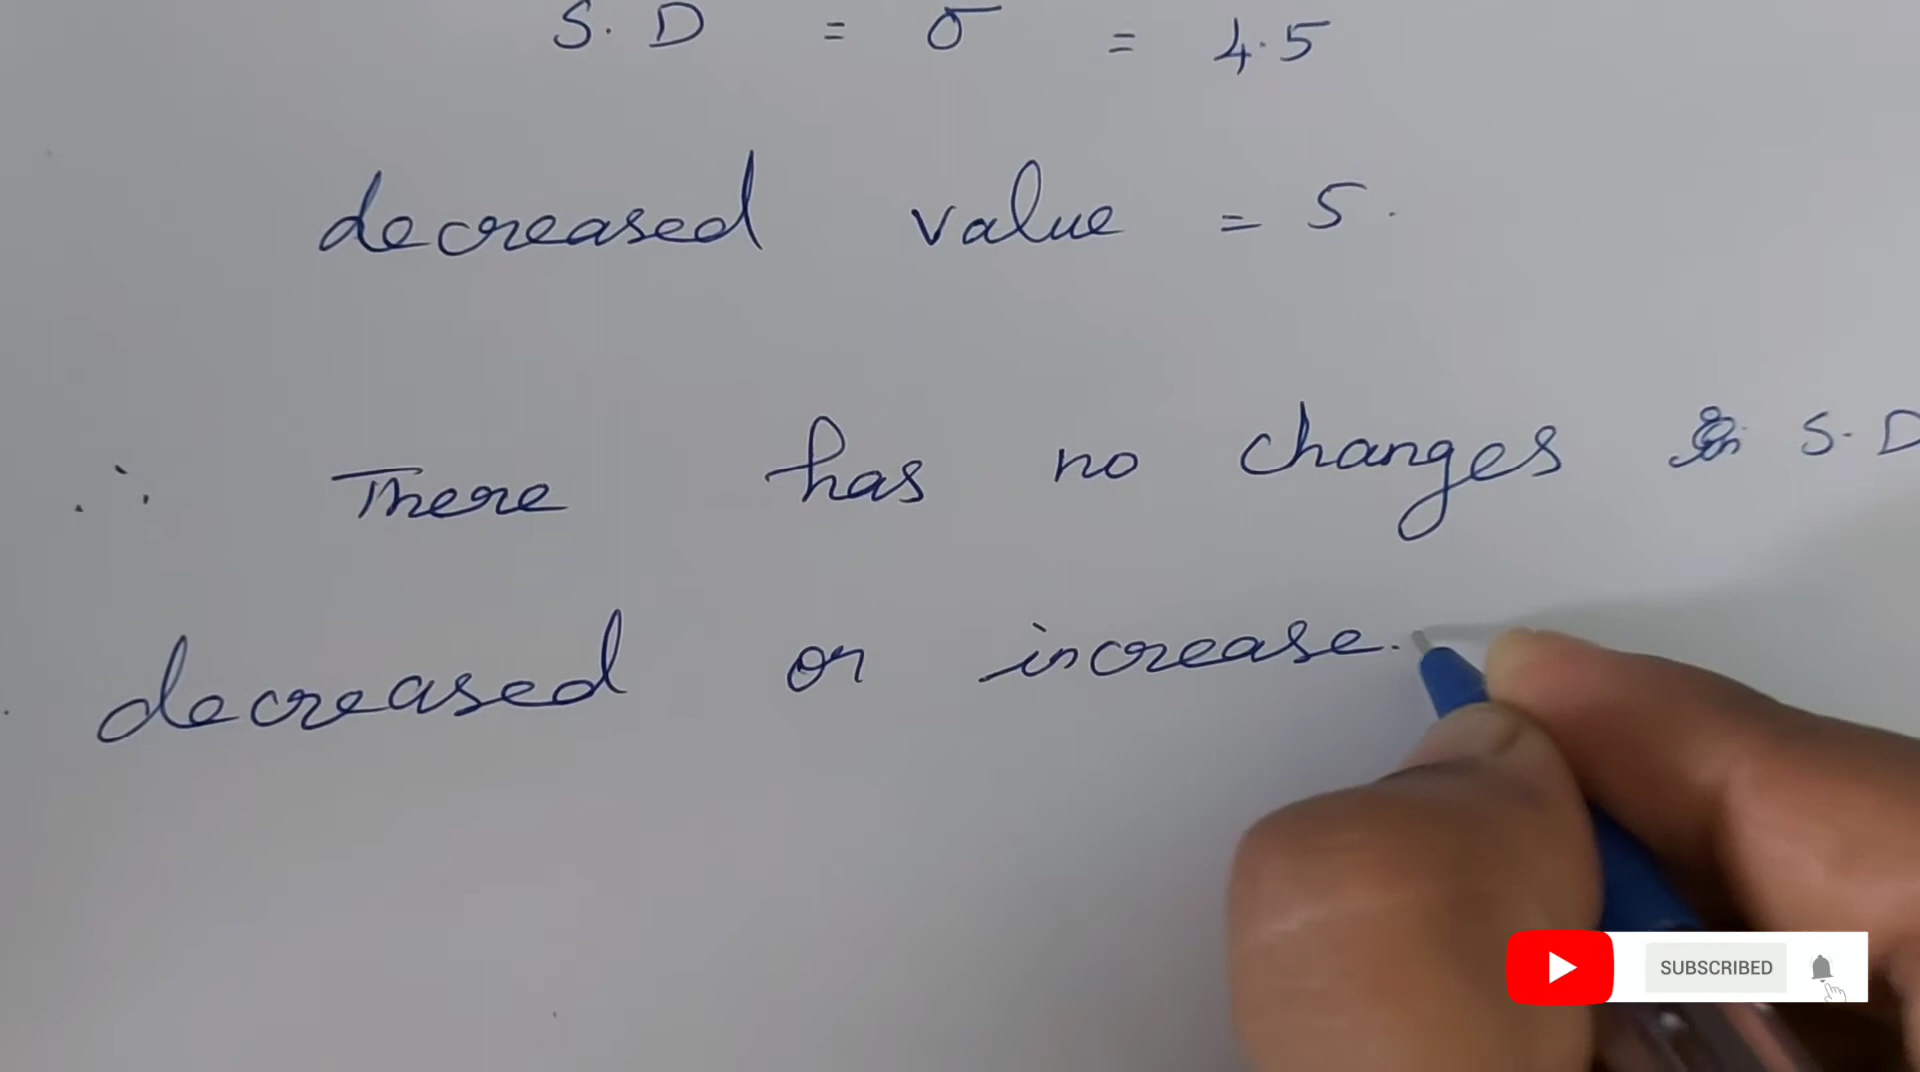 S. D = σ = 4.5
decreased value = 5.
∴ There has no changes S. D
decreased or increase.
SUBSCRIBED